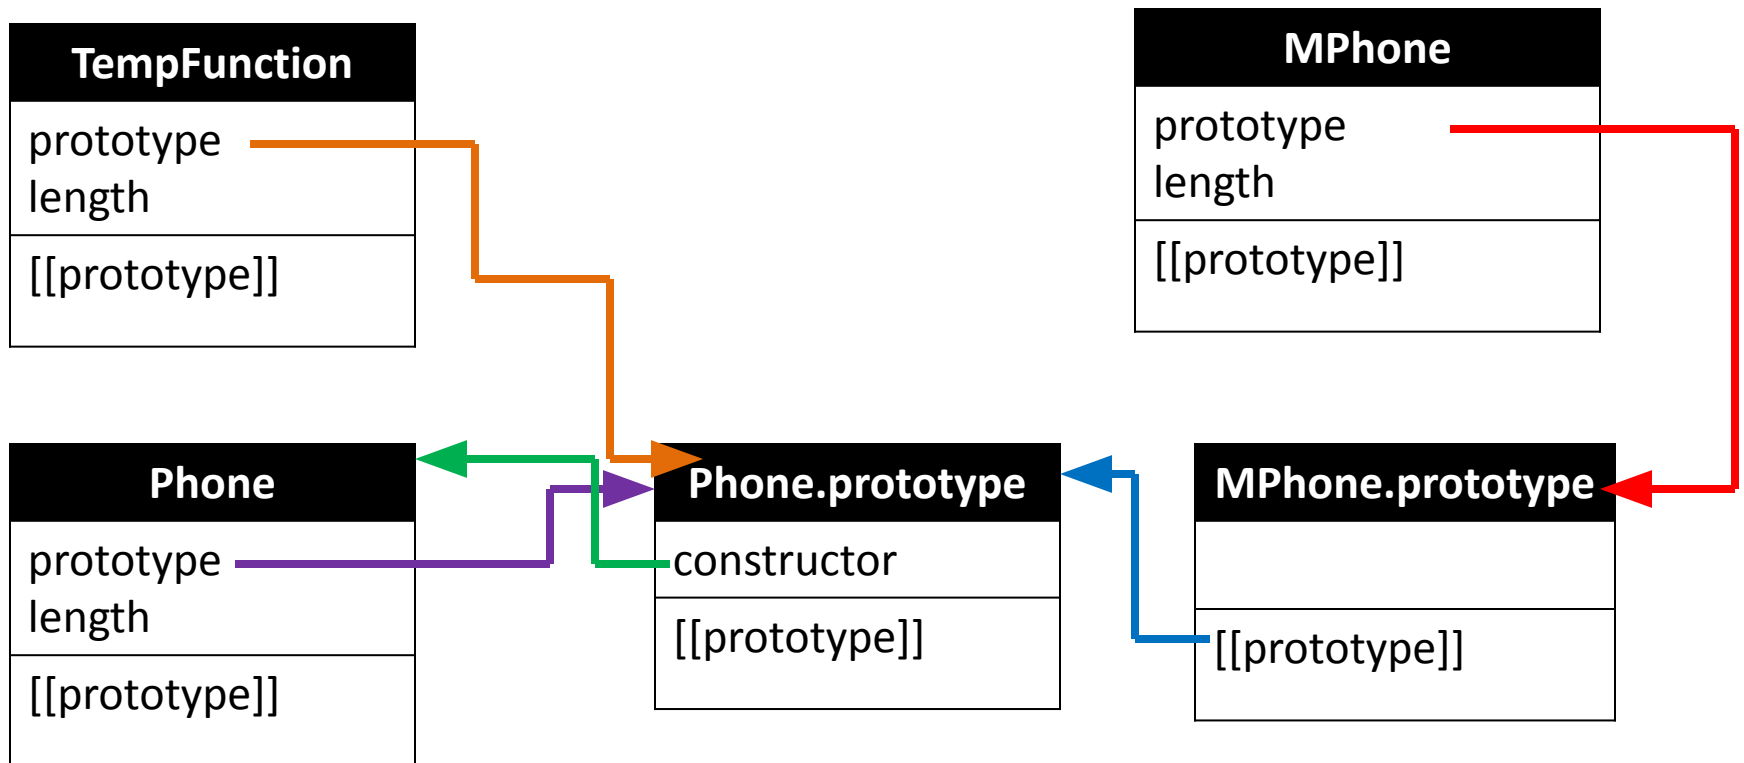 TempFunction
prototype
length
[[prototype]]
MPhone
prototype
length
[[prototype]]
Phone
prototype
length
[[prototype]]
Phone.prototype
constructor
[[prototype]]
MPhone.prototype
[[prototype]]